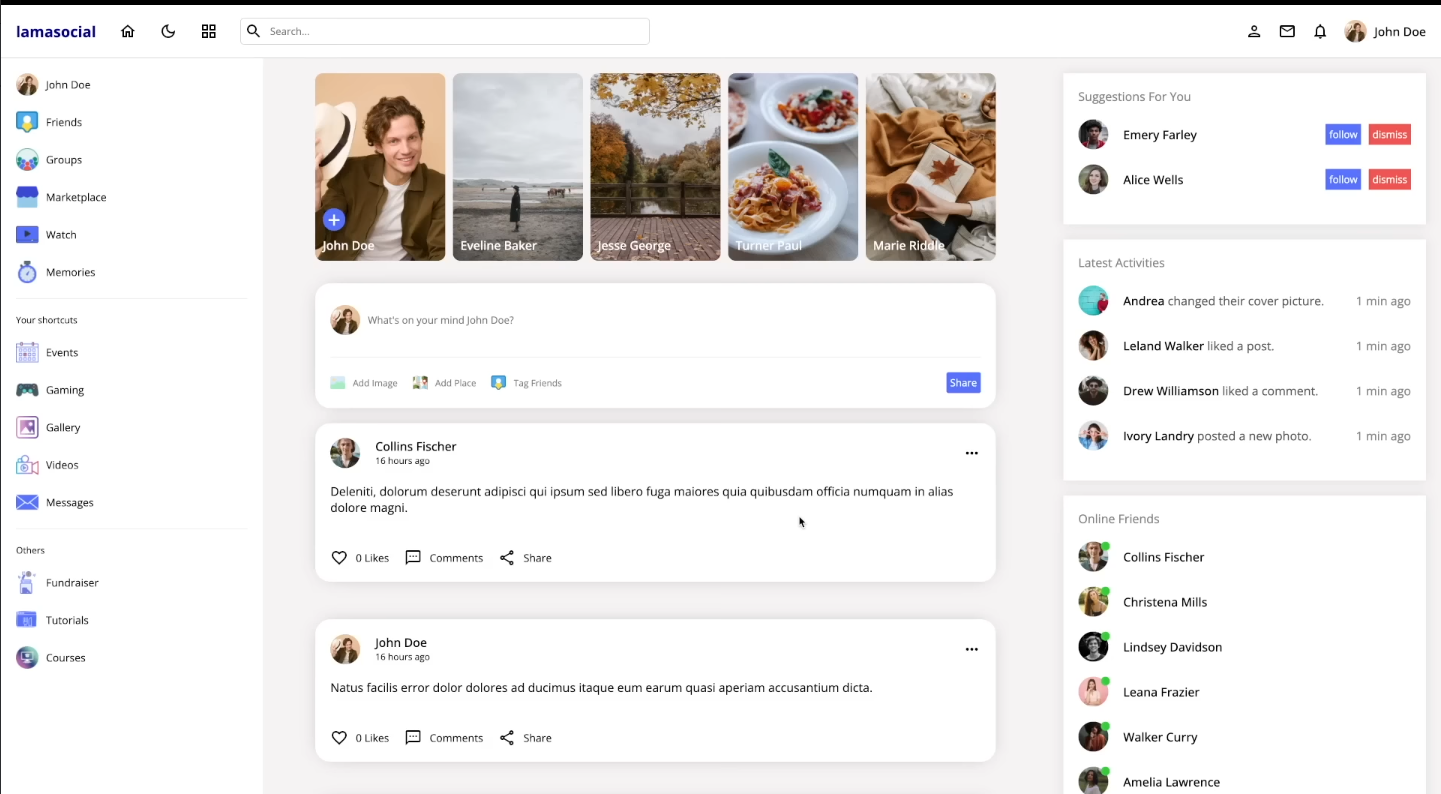 lamasocial
Search...
John Doe
John Doe
Friends
Groups
Marketplace
Watch
Memories
Your shortcuts
Events
Gaming
Gallery
Videos
Messages
Others
Fundraiser
Tutorials
Courses
John Doe
Eveline Baker
Jesse George
Turner Paul
Marie Riddle
What's on your mind John Doe?
Add Image
Add Place
Tag Friends
Share
Collins Fischer
16 hours ago
Deleniti, dolorum deserunt adipisci qui ipsum sed libero fuga maiores quia quibusdam officia numquam in alias
dolore magni.
0 Likes
Comments
Share
John Doe
16 hours ago
Natus facilis error dolor dolores ad ducimus itaque eum earum quasi aperiam accusantium dicta.
0 Likes
Comments
Share
Suggestions For You
Emery Farley
follow
dismiss
Alice Wells
follow
dismiss
Latest Activities
Andrea changed their cover picture.
1 min ago
Leland Walker liked a post.
1 min ago
Drew Williamson liked a comment.
1 min ago
Ivory Landry posted a new photo.
1 min ago
Online Friends
Collins Fischer
Christena Mills
Lindsey Davidson
Leana Frazier
Walker Curry
Amelia Lawrence